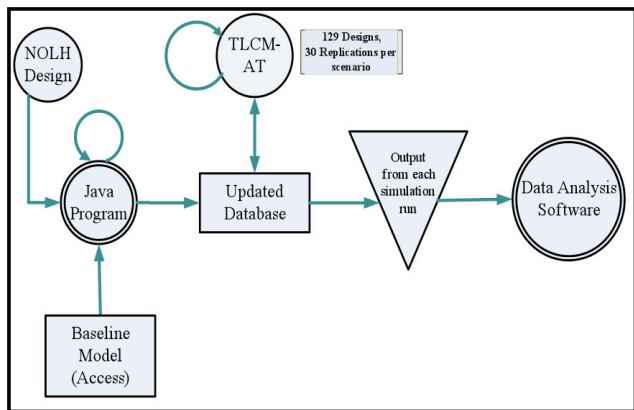 NOLH
Design
TLCM-
AT
129 Designs,
30 Replications per
scenario
Java
Program
Updated
Database
Output
from each
simulation
run
Data Analysis
Software
Baseline
Model
(Access)